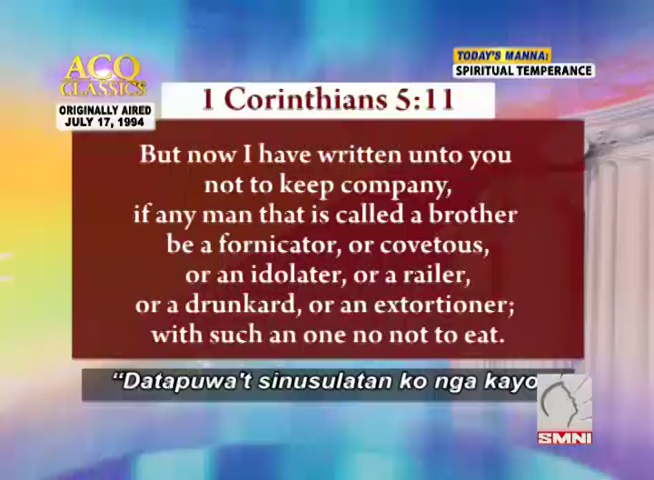 ACQ
CLASSICS
ORIGINALLY AIRED
JULY 17, 1994
TODAY'S MANNA:
SPIRITUAL TEMPERANCE
1 Corinthians 5:11
But now I have written unto you
not to keep company,
if any man that is called a brother
be a fornicator, or covetous,
or an idolater, or a railer,
or a drunkard, or an extortioner;
with such an one no not to eat.
“Datapuwa't sinusulatan ko nga kayo
SMNI